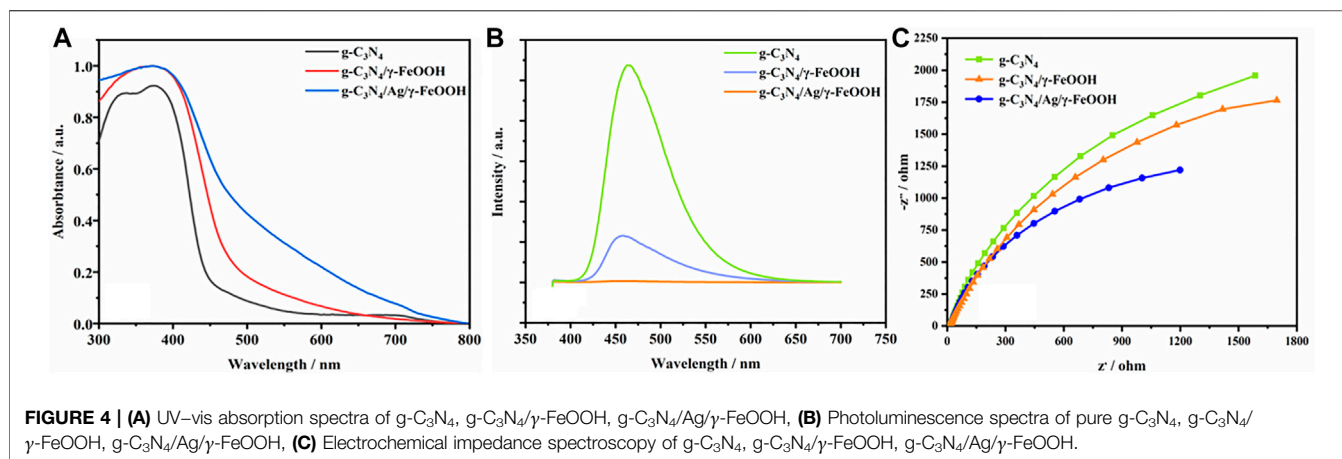 A
g-C₃N₄
g-C₃N₄/γ-FeOOH
g-C₃N₄/Ag/γ-FeOOH
Absorbtance / a.u.
1.0
0.8
0.6
0.4
0.2
0.0
300 400 500 600 700 800
Wavelength / nm
B
g-C₃N₄
g-C₃N₄/γ-FeOOH
g-C₃N₄/Ag/γ-FeOOH
Intensity / a.u.
350 400 450 500 550 600 650 700 750
Wavelength / nm
C
g-C₃N₄
g-C₃N₄/γ-FeOOH
g-C₃N₄/Ag/γ-FeOOH
-z'' / ohm
-2250
2000
1750
1500
1250
1000
750
500
250
0
0 300 600 900 1200 1500 1800
z' / ohm
FIGURE 4 | (A) UV–vis absorption spectra of g-C₃N₄, g-C₃N₄/γ-FeOOH, g-C₃N₄/Ag/γ-FeOOH, (B) Photoluminescence spectra of pure g-C₃N₄, g-C₃N₄/
γ-FeOOH, g-C₃N₄/Ag/γ-FeOOH, (C) Electrochemical impedance spectroscopy of g-C₃N₄, g-C₃N₄/γ-FeOOH, g-C₃N₄/Ag/γ-FeOOH.